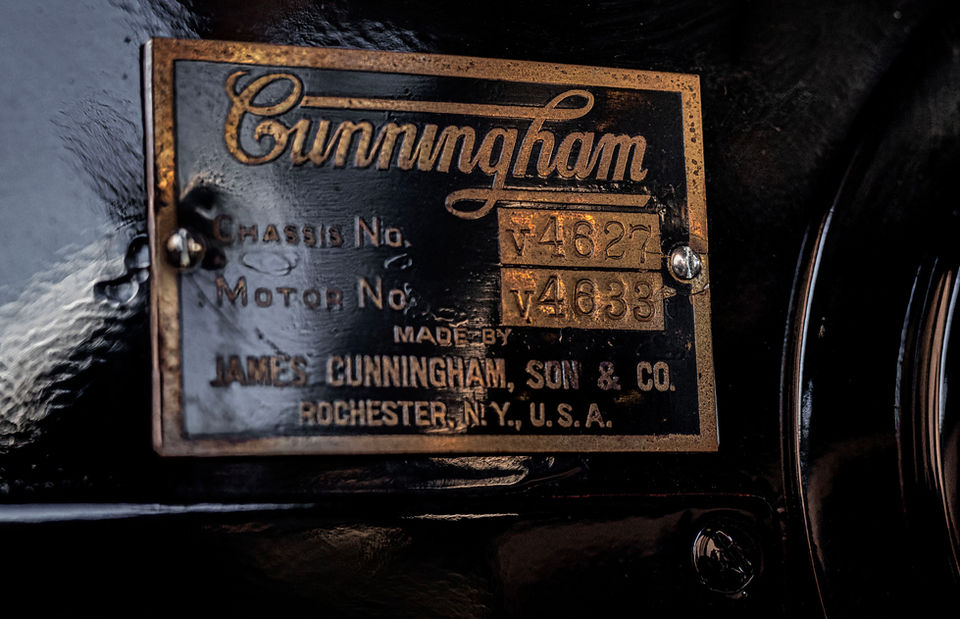 Cunningham
CHASSIS NO. V4627
MOTOR NO. V4633
MADE BY
JAMES CUNNINGHAM, SON & CO.
ROCHESTER, N.Y., U.S.A.